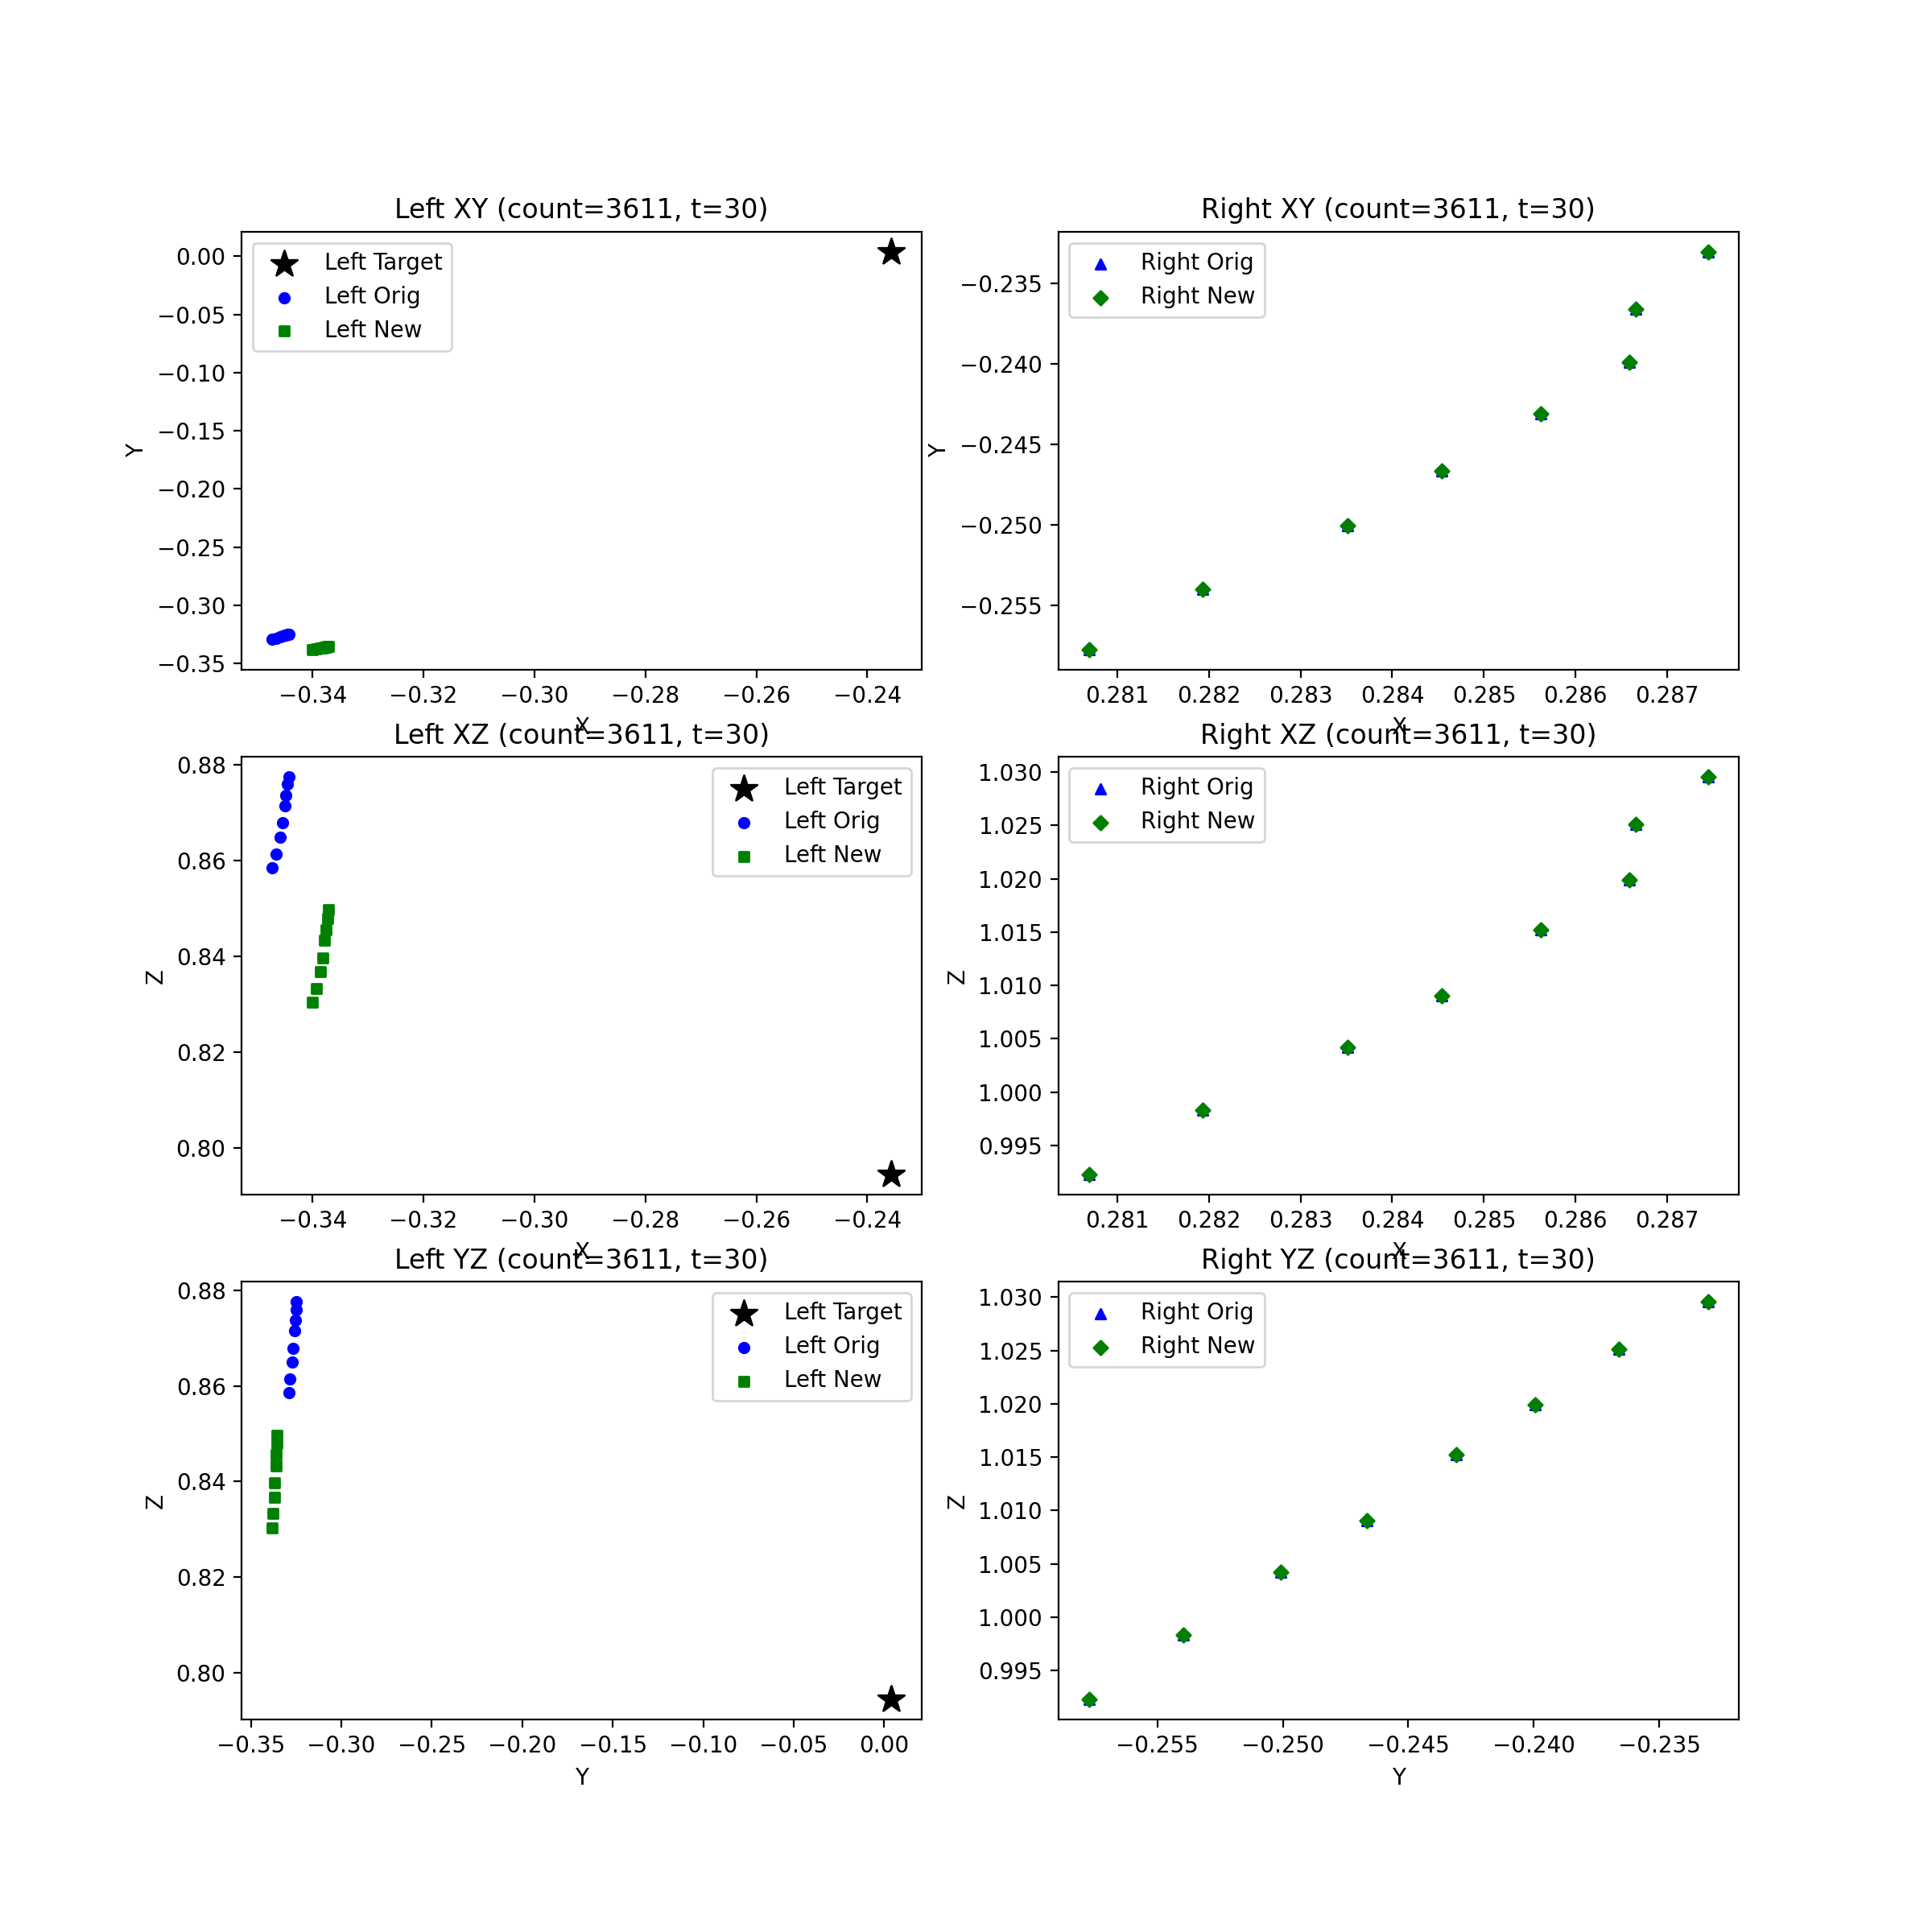 Left XY (count=3611, t=30)
Left Target
Left Orig
Left New
0.00
−0.05
−0.10
−0.15
−0.20
−0.25
−0.30
−0.35
Y
−0.34 −0.32 −0.30 −0.28 −0.26 −0.24
X
Right XY (count=3611, t=30)
Right Orig
Right New
−0.235
−0.240
−0.245
−0.250
−0.255
Y
0.281 0.282 0.283 0.284 0.285 0.286 0.287
X
Left XZ (count=3611, t=30)
Left Target
Left Orig
Left New
0.88
0.86
0.84
0.82
0.80
Z
−0.34 −0.32 −0.30 −0.28 −0.26 −0.24
X
Right XZ (count=3611, t=30)
Right Orig
Right New
1.030
1.025
1.020
1.015
1.010
1.005
1.000
0.995
Z
0.281 0.282 0.283 0.284 0.285 0.286 0.287
X
Left YZ (count=3611, t=30)
Left Target
Left Orig
Left New
0.88
0.86
0.84
0.82
0.80
Z
−0.35 −0.30 −0.25 −0.20 −0.15 −0.10 −0.05 0.00
Y
Right YZ (count=3611, t=30)
Right Orig
Right New
1.030
1.025
1.020
1.015
1.010
1.005
1.000
0.995
Z
−0.255 −0.250 −0.245 −0.240 −0.235
Y